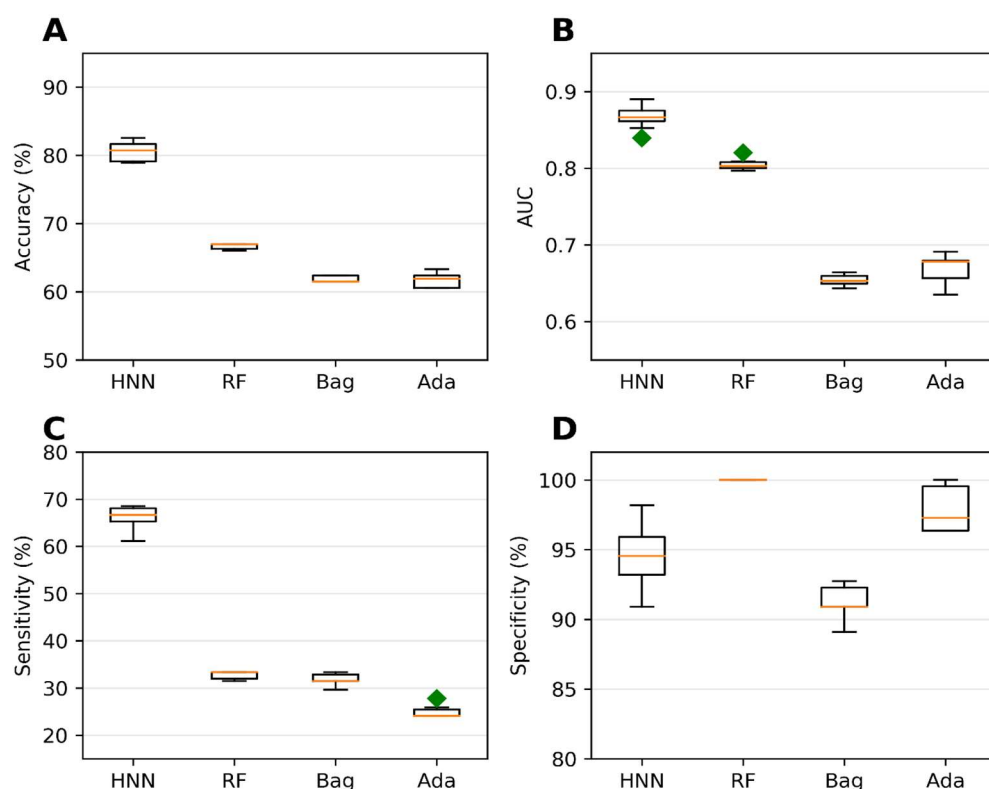 A
Accuracy (%)
90
80
70
60
50
HNN RF Bag Ada
B
AUC
0.9
0.8
0.7
0.6
HNN RF Bag Ada
C
Sensitivity (%)
80
70
60
50
40
30
20
HNN RF Bag Ada
D
Specificity (%)
100
95
90
85
80
HNN RF Bag Ada